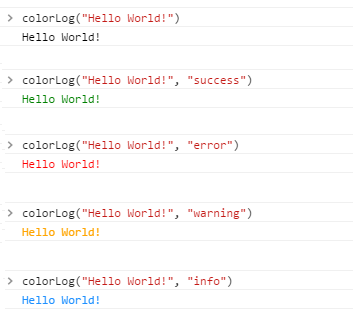 > colorLog("Hello World!")
Hello World!
> colorLog("Hello World!", "success")
Hello World!
> colorLog("Hello World!", "error")
Hello World!
> colorLog("Hello World!", "warning")
Hello World!
> colorLog("Hello World!", "info")
Hello World!